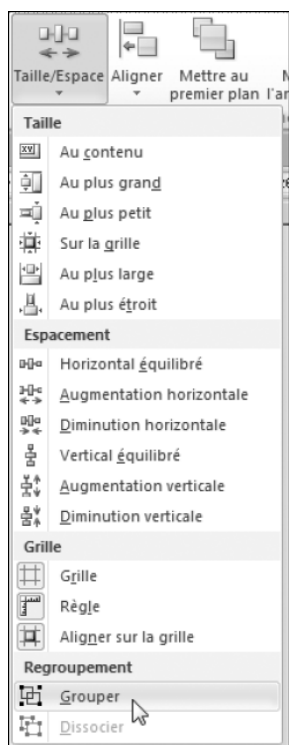 Taille/Espace Aligner Mettre au
premier plan l'ar
Taille
Au contenu
Au plus grand
Au plus petit
Sur la grille
Au plus large
Au plus étroit
Espacement
Horizontal équilibré
Augmentation horizontale
Diminution horizontale
Vertical équilibré
Augmentation verticale
Diminution verticale
Grille
Grille
Règle
Aligner sur la grille
Regroupement
Grouper
Dissocier